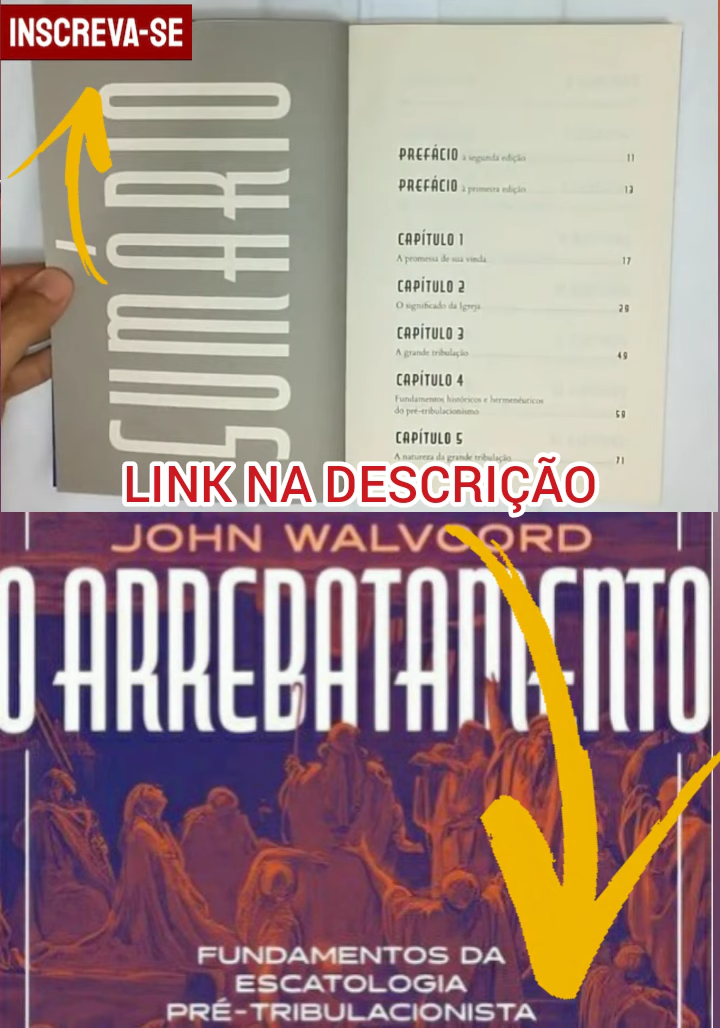 INSCREVA-SE
SUMÁRIO
PREFÁCIO à segunda edição 11
PREFÁCIO à primeira edição 13
CAPÍTULO 1
A promessa de sua vinda 17
CAPÍTULO 2
O significado da Igreja 29
CAPÍTULO 3
A grande tribulação 49
CAPÍTULO 4
Fundamentos históricos e hermenêuticos
do pré-tribulacionismo 59
CAPÍTULO 5
A natureza da grande tribulação 71
LINK NA DESCRIÇÃO
JOHN WALVOORD
O ARREBATAMENTO
FUNDAMENTOS DA
ESCATOLOGIA
PRÉ-TRIBULACIONISTA